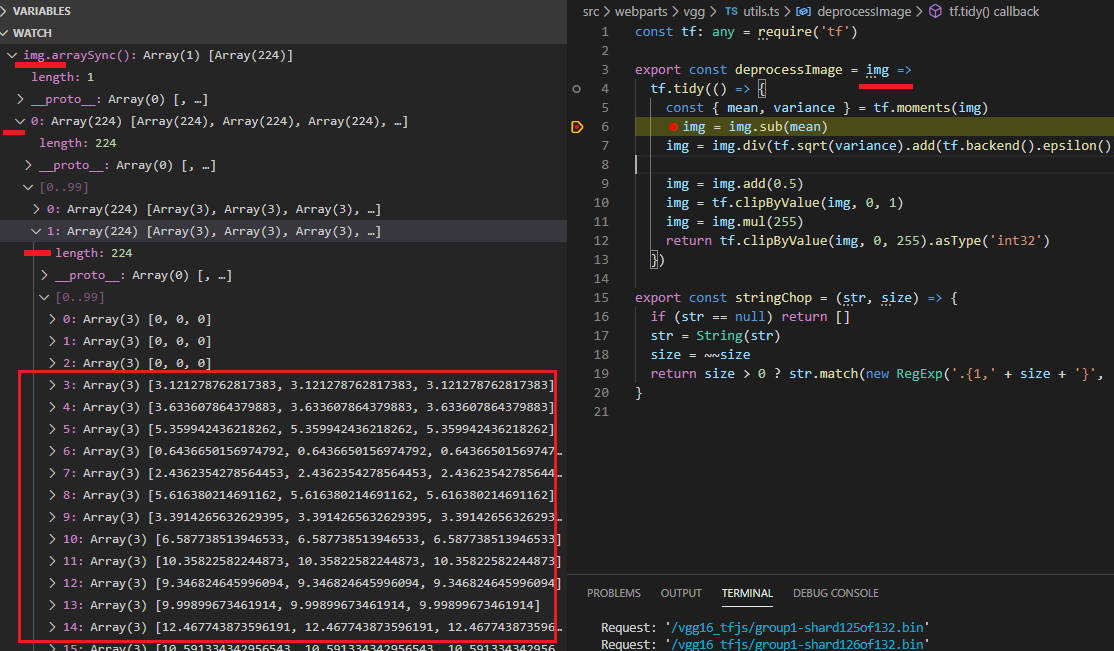 VARIABLES
WATCH
img.arraySync(): Array(1) [Array(224)]
length: 1
__proto__: Array(0) [, …]
0: Array(224) [Array(224), Array(224), Array(224), …]
length: 224
__proto__: Array(0) [, …]
[0..99]
0: Array(224) [Array(3), Array(3), Array(3), …]
1: Array(224) [Array(3), Array(3), Array(3), …]
length: 224
__proto__: Array(0) [, …]
[0..99]
0: Array(3) [0, 0, 0]
1: Array(3) [0, 0, 0]
2: Array(3) [0, 0, 0]
3: Array(3) [3.121278762817383, 3.121278762817383, 3.121278762817383]
4: Array(3) [3.633607864379883, 3.633607864379883, 3.633607864379883]
5: Array(3) [5.359942436218262, 5.359942436218262, 5.359942436218262]
6: Array(3) [0.6436650156974792, 0.6436650156974792, 0.64366501569747…
7: Array(3) [2.4362354278564453, 2.4362354278564453, 2.43623542785644…
8: Array(3) [5.616380214691162, 5.616380214691162, 5.616380214691162]
9: Array(3) [3.3914265632629395, 3.3914265632629395, 3.39142656326293…
10: Array(3) [6.587738513946533, 6.587738513946533, 6.587738513946533]
11: Array(3) [10.35822582244873, 10.35822582244873, 10.35822582244873]
12: Array(3) [9.346824645996094, 9.346824645996094, 9.346824645996094]
13: Array(3) [9.99899673461914, 9.99899673461914, 9.99899673461914]
14: Array(3) [12.467743873596191, 12.467743873596191, 12.467743873596…
15: Array(3) [10.591334342956543, 10.591334342956543, 10.591334342956…
src > webparts > vgg > TS utils.ts > deprocessImage > tf.tidy() callback
1 const tf: any = require('tf')
2
3 export const deprocessImage = img =>
4 tf.tidy(() => {
5 const { mean, variance } = tf.moments(img)
6 img = img.sub(mean)
7 img = img.div(tf.sqrt(variance).add(tf.backend().epsilon()
8
9 img = img.add(0.5)
10 img = tf.clipByValue(img, 0, 1)
11 img = img.mul(255)
12 return tf.clipByValue(img, 0, 255).asType('int32')
13 })
14
15 export const stringChop = (str, size) => {
16 if (str == null) return []
17 str = String(str)
18 size = ~~size
19 return size > 0 ? str.match(new RegExp('.{1,' + size + '}',
20 }
21
PROBLEMS OUTPUT TERMINAL DEBUG CONSOLE
Request: '/vgg16_tfjs/group1-shard125of132.bin'
Request: '/vgg16_tfjs/group1-shard126of132.bin'